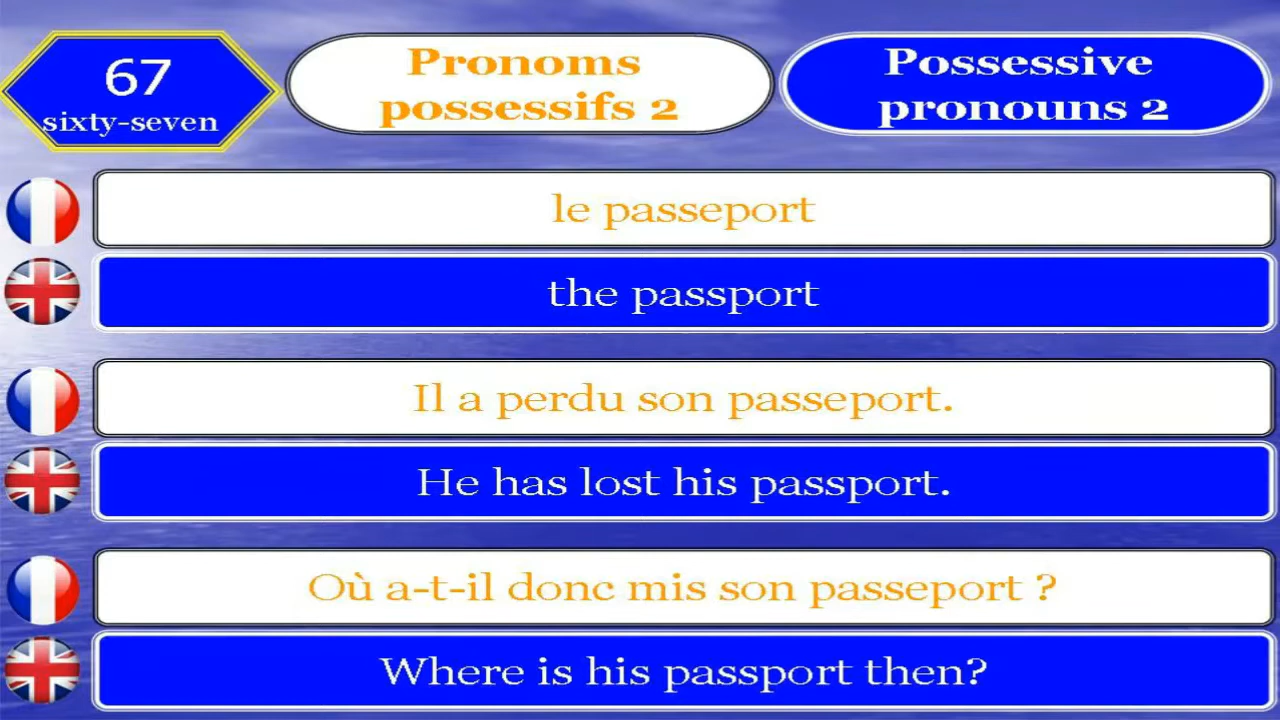 67
sixty-seven
Pronoms
possessifs 2
Possessive
pronouns 2
le passeport
the passport
Il a perdu son passeport.
He has lost his passport.
Où a-t-il donc mis son passeport ?
Where is his passport then?